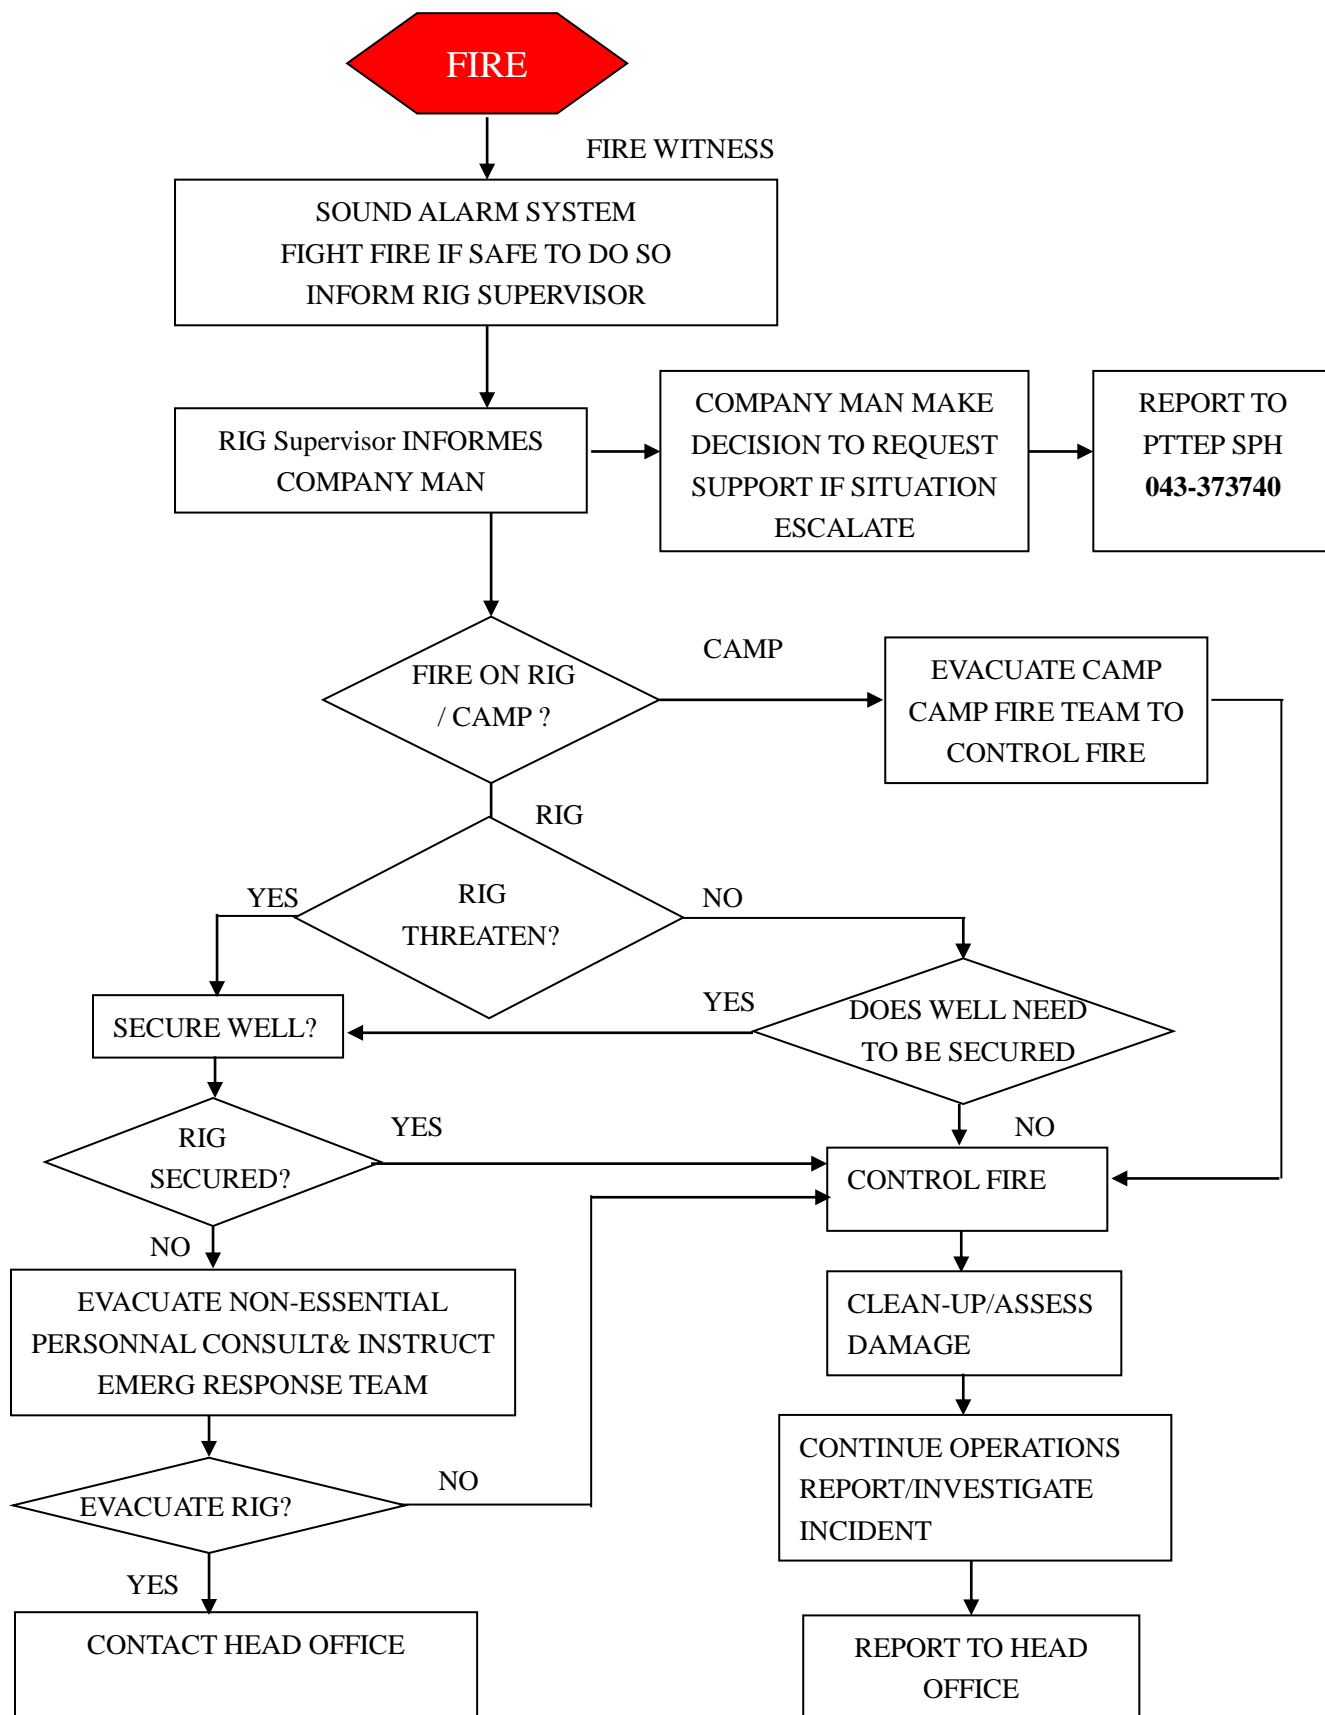 FIRE
FIRE WITNESS
SOUND ALARM SYSTEM
FIGHT FIRE IF SAFE TO DO SO
INFORM RIG SUPERVISOR
RIG Supervisor INFORMES
COMPANY MAN
COMPANY MAN MAKE
DECISION TO REQUEST
SUPPORT IF SITUATION
ESCALATE
REPORT TO
PTTEP SPH
043-373740
FIRE ON RIG
/ CAMP ?
CAMP
EVACUATE CAMP
CAMP FIRE TEAM TO
CONTROL FIRE
RIG
RIG
THREATEN?
YES
NO
SECURE WELL?
YES
DOES WELL NEED
TO BE SECURED
NO
RIG
SECURED?
YES
CONTROL FIRE
NO
EVACUATE NON-ESSENTIAL
PERSONNAL CONSULT& INSTRUCT
EMERG RESPONSE TEAM
CLEAN-UP/ASSESS
DAMAGE
EVACUATE RIG?
NO
CONTINUE OPERATIONS
REPORT/INVESTIGATE
INCIDENT
YES
CONTACT HEAD OFFICE
REPORT TO HEAD
OFFICE